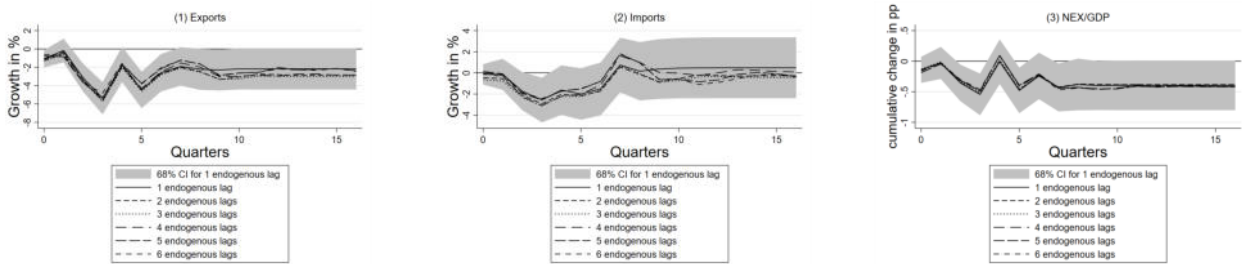 (1) Exports
Growth in %
2
0
-2
-4
-6
-8
0
5
10
15
Quarters
68% CI for 1 endogenous lag
1 endogenous lag
2 endogenous lags
3 endogenous lags
4 endogenous lags
5 endogenous lags
6 endogenous lags
(2) Imports
Growth in %
4
2
0
-2
-4
0
5
10
15
Quarters
68% CI for 1 endogenous lag
1 endogenous lag
2 endogenous lags
3 endogenous lags
4 endogenous lags
5 endogenous lags
6 endogenous lags
(3) NEX/GDP
cumulative change in pp
.5
0
-.5
-1
0
5
10
15
Quarters
68% CI for 1 endogenous lag
1 endogenous lag
2 endogenous lags
3 endogenous lags
4 endogenous lags
5 endogenous lags
6 endogenous lags